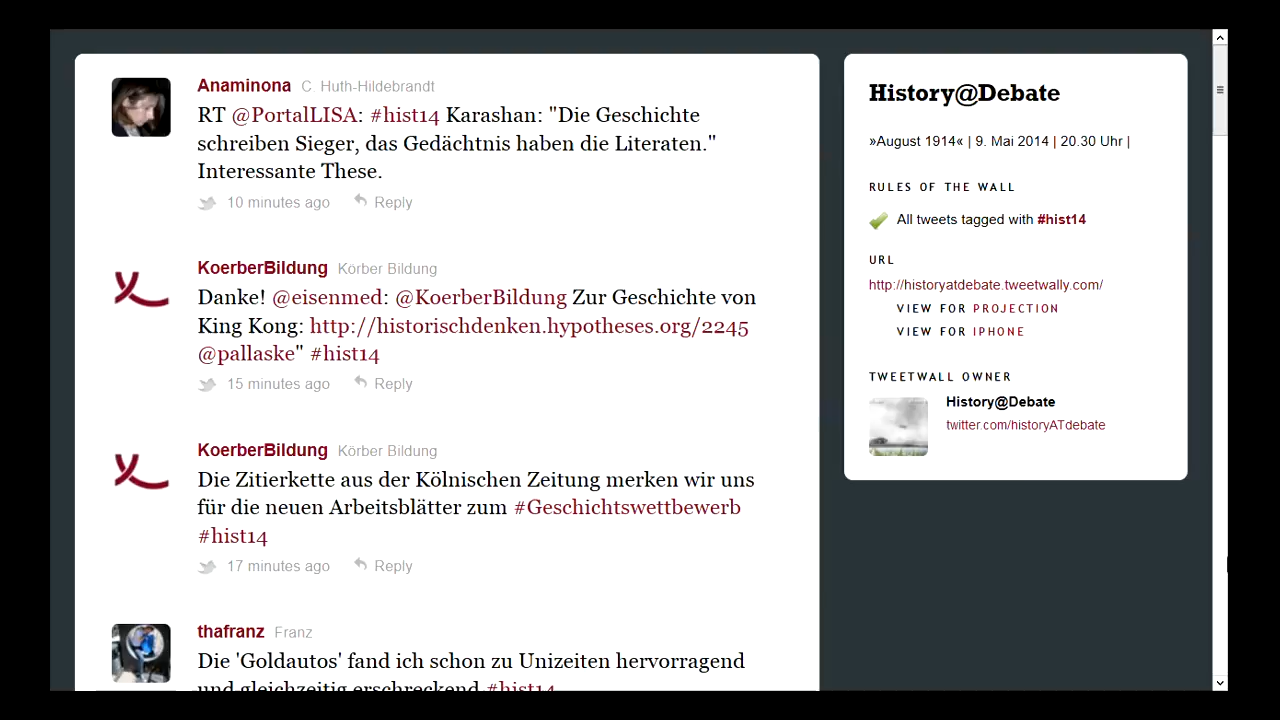 Anaminona C. Huth-Hildebrandt
RT @PortalLISA: #hist14 Karashan: "Die Geschichte
schreiben Sieger, das Gedächtnis haben die Literaten."
Interessante These.
10 minutes ago Reply
KoerberBildung Körber Bildung
Danke! @eisenmed: @KoerberBildung Zur Geschichte von
King Kong: http://historischdenken.hypotheses.org/2245
@pallaske" #hist14
15 minutes ago Reply
KoerberBildung Körber Bildung
Die Zitierkette aus der Kölnischen Zeitung merken wir uns
für die neuen Arbeitsblätter zum #Geschichtswettbewerb
#hist14
17 minutes ago Reply
thafranz Franz
Die 'Goldautos' fand ich schon zu Unizeiten hervorragend
und gleichzeitig erschreckend #hist14
History@Debate
»August 1914« | 9. Mai 2014 | 20.30 Uhr |
RULES OF THE WALL
All tweets tagged with #hist14
URL
http://historyatdebate.tweetwally.com/
VIEW FOR PROJECTION
VIEW FOR IPHONE
TWEETWALL OWNER
History@Debate
twitter.com/historyATdebate